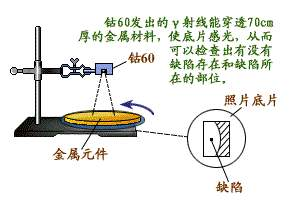 钴60发出的γ射线能穿透70cm
厚的金属材料，使底片感光，从而
可以检查出有没有
缺陷存在和缺陷所
在的部位。
钴60
照片底片
金属元件
缺陷